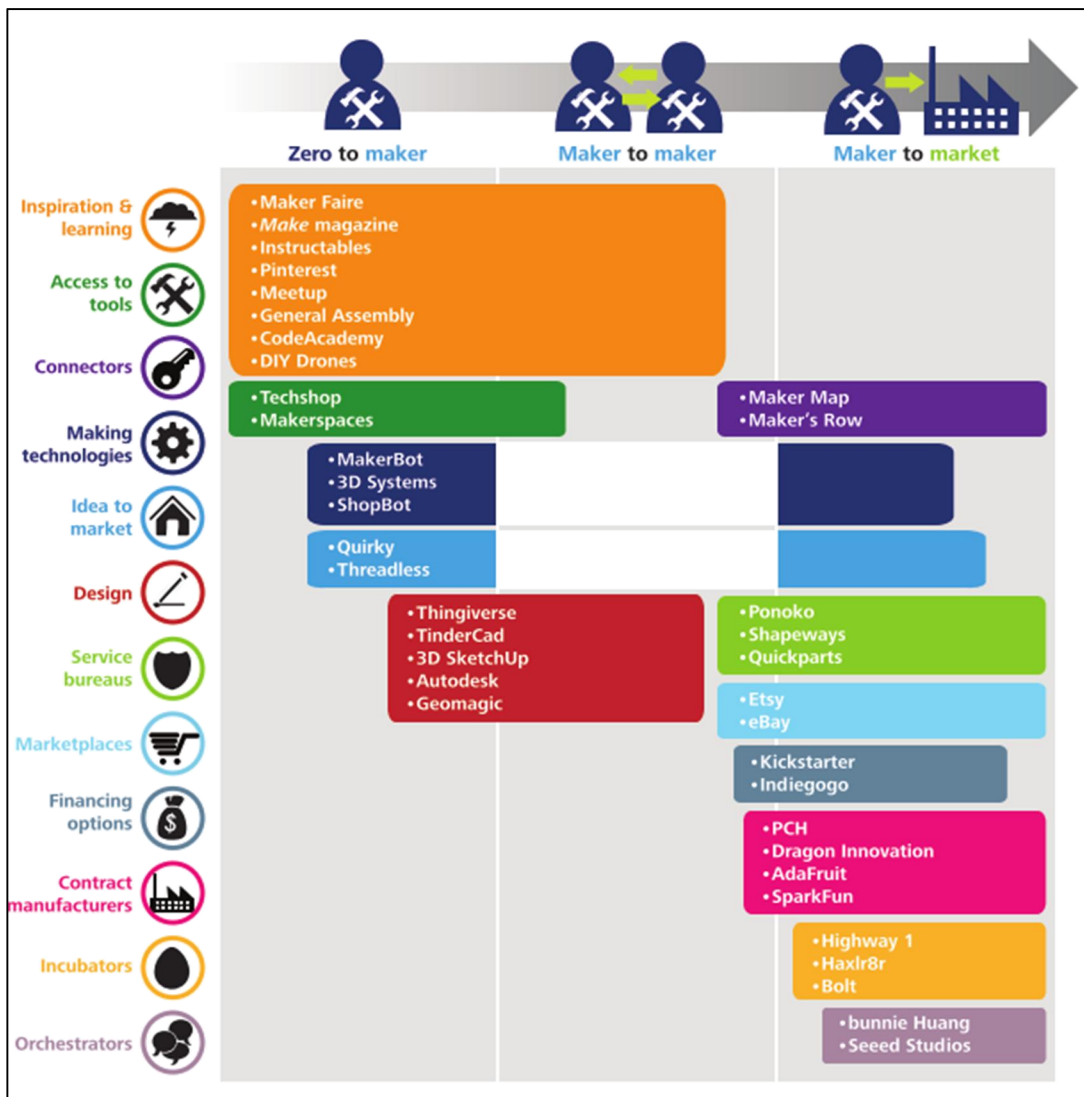 Zero to maker
Maker to maker
Maker to market
Inspiration &
learning
Access to
tools
Connectors
Making
technologies
Idea to
market
Design
Service
bureaus
Marketplaces
Financing
options
Contract
manufacturers
Incubators
Orchestrators
•Maker Faire
•Make magazine
•Instructables
•Pinterest
•Meetup
•General Assembly
•CodeAcademy
•DIY Drones
•Techshop
•Makerspaces
•Maker Map
•Maker's Row
•MakerBot
•3D Systems
•ShopBot
•Quirky
•Threadless
•Thingiverse
•TinderCad
•3D SketchUp
•Autodesk
•Geomagic
•Ponoko
•Shapeways
•Quickparts
•Etsy
•eBay
•Kickstarter
•Indiegogo
•PCH
•Dragon Innovation
•AdaFruit
•SparkFun
•Highway 1
•Haxlr8r
•Bolt
•bunnie Huang
•Seeed Studios
$